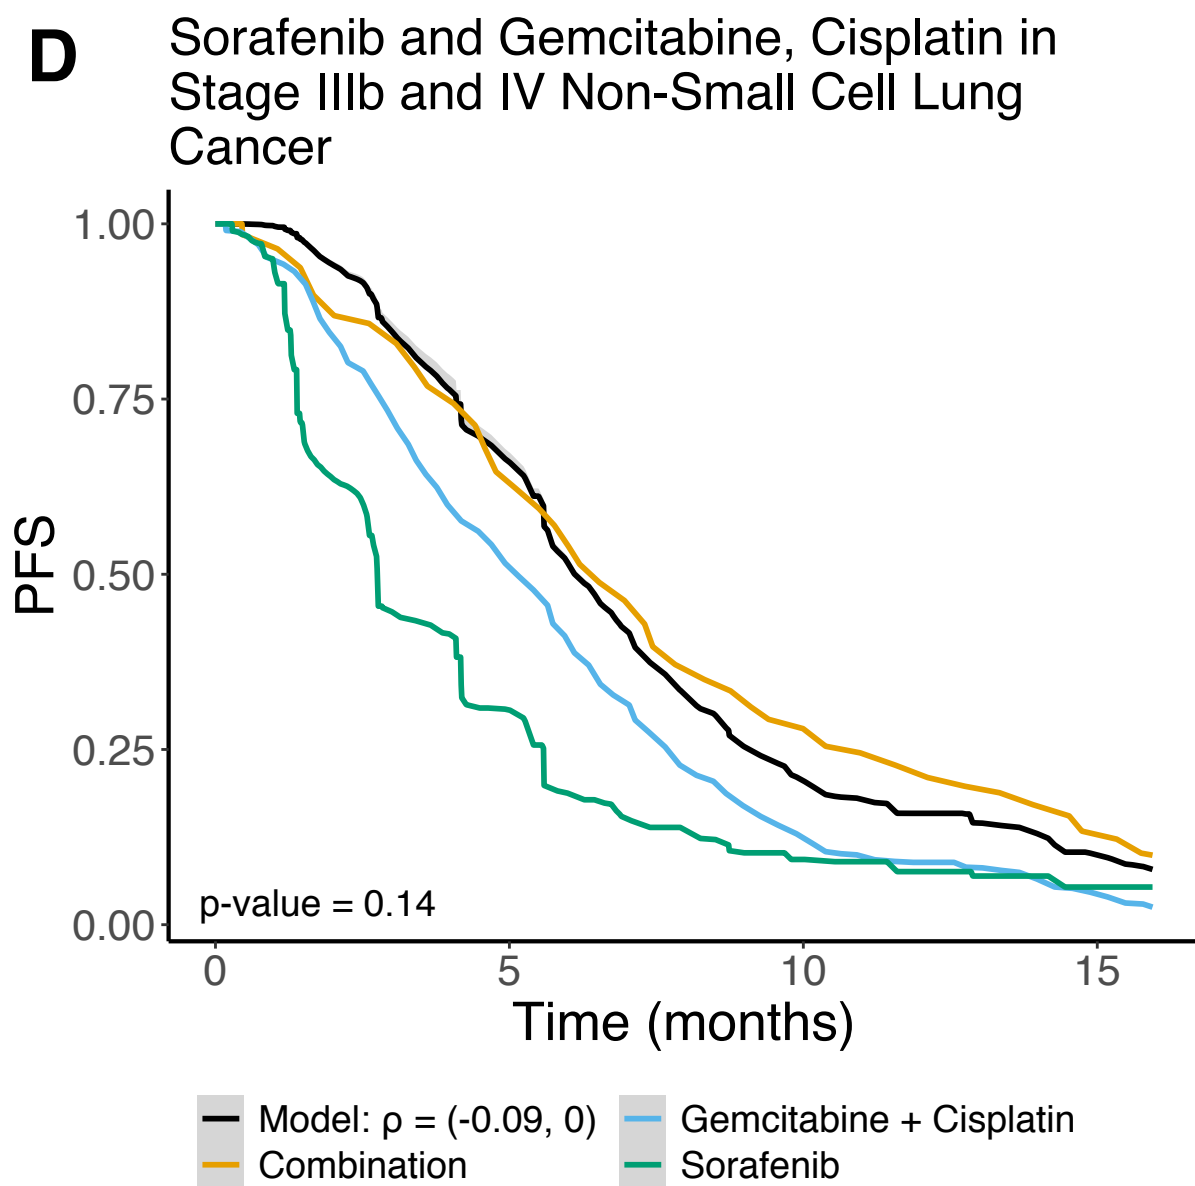 D
Sorafenib and Gemcitabine, Cisplatin in
Stage IIIb and IV Non-Small Cell Lung
Cancer
1.00
0.75
0.50
0.25
0.00
PFS
p-value = 0.14
0 5 10 15
Time (months)
Model: ρ = (-0.09, 0) Gemcitabine + Cisplatin
Combination Sorafenib